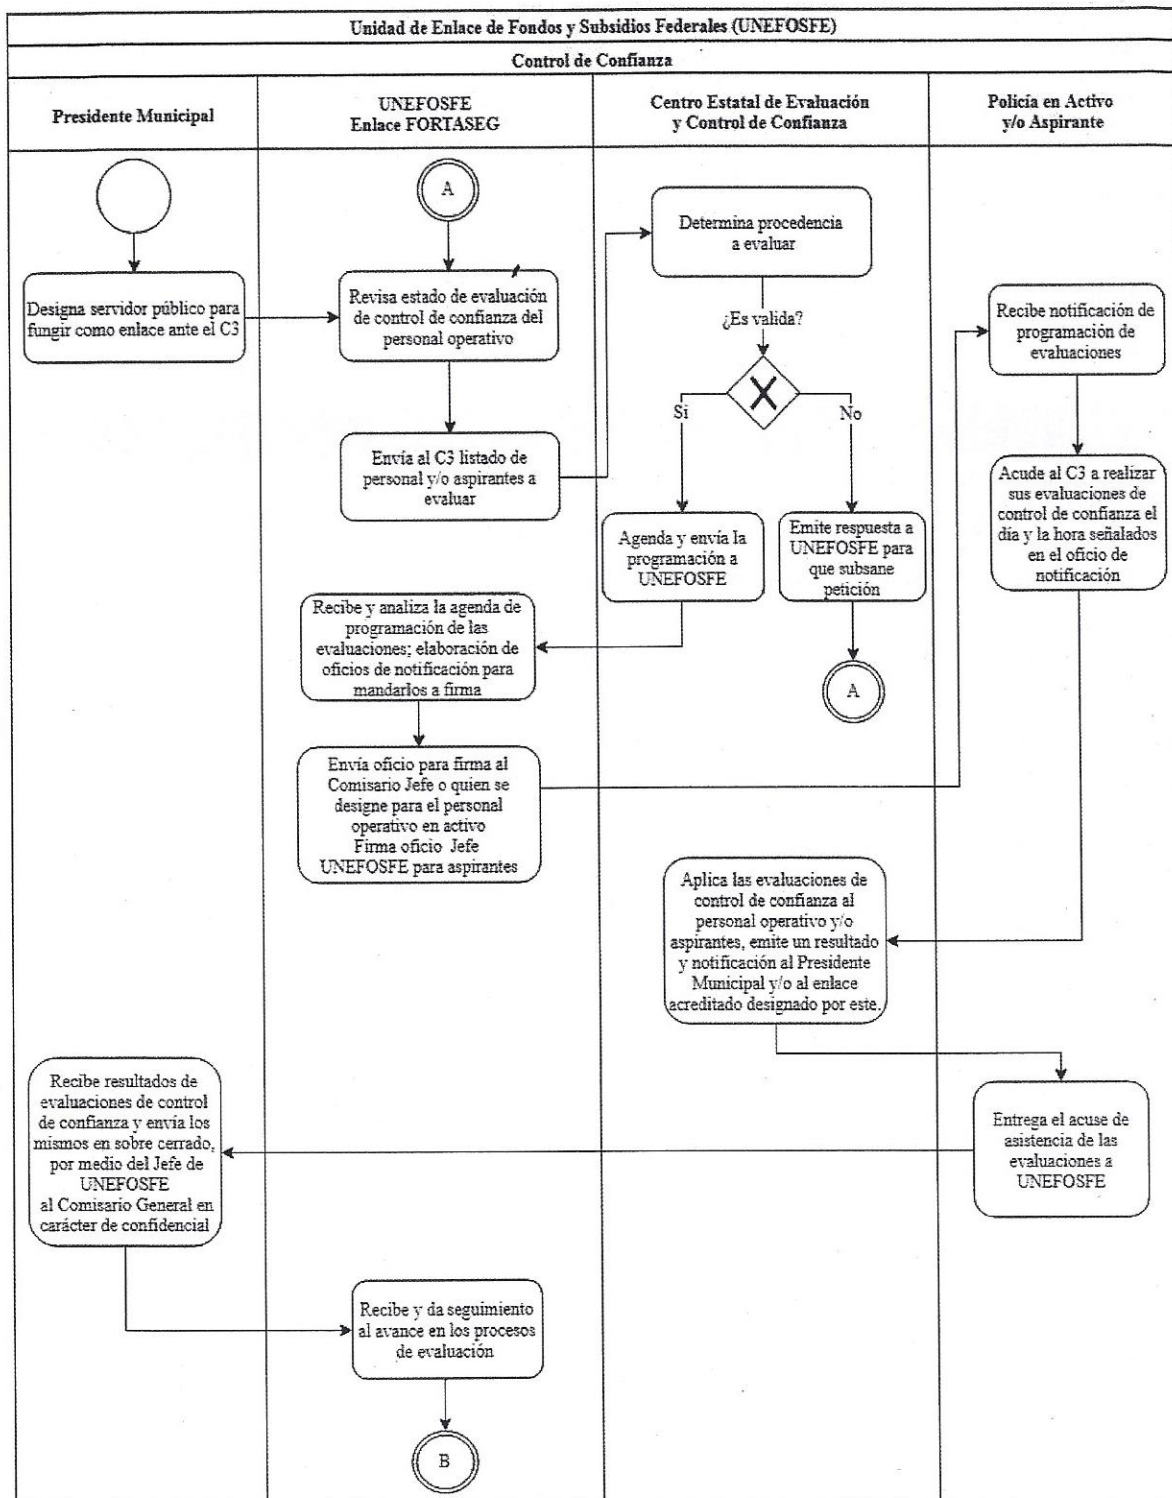 Unidad de Enlace de Fondos y Subsidios Federales (UNEFOSFE)
Control de Confianza
Presidente Municipal
UNEFOSFE
Enlace FORTASEG
Centro Estatal de Evaluación
y Control de Confianza
Policía en Activo
y/o Aspirante
A
Determina procedencia
a evaluar
Designa servidor público para
fungir como enlace ante el C3
Revisa estado de evaluación
de control de confianza del
personal operativo
¿Es valida?
Recibe notificación de
programación de
evaluaciones
Si
No
Envía al C3 listado de
personal y/o aspirantes a
evaluar
Acude al C3 a realizar
sus evaluaciones de
control de confianza el
día y la hora señalados
en el oficio de
notificación
Agenda y envía la
programación a
UNEFOSFE
Emite respuesta a
UNEFOSFE para
que subsane
petición
Recibe y analiza la agenda de
programación de las
evaluaciones; elaboración de
oficios de notificación para
mandarlos a firma
A
Envía oficio para firma al
Comisario Jefe o quien se
designe para el personal
operativo en activo
Firma oficio Jefe
UNEFOSFE para aspirantes
Aplica las evaluaciones de
control de confianza al
personal operativo y/o
aspirantes, emite un resultado
y notificación al Presidente
Municipal y/o al enlace
acreditado designado por este.
Recibe resultados de
evaluaciones de control
de confianza y envía los
mismos en sobre cerrado,
por medio del Jefe de
UNEFOSFE
al Comisario General en
carácter de confidencial
Entrega el acuse de
asistencia de las
evaluaciones a
UNEFOSFE
Recibe y da seguimiento
al avance en los procesos
de evaluación
B